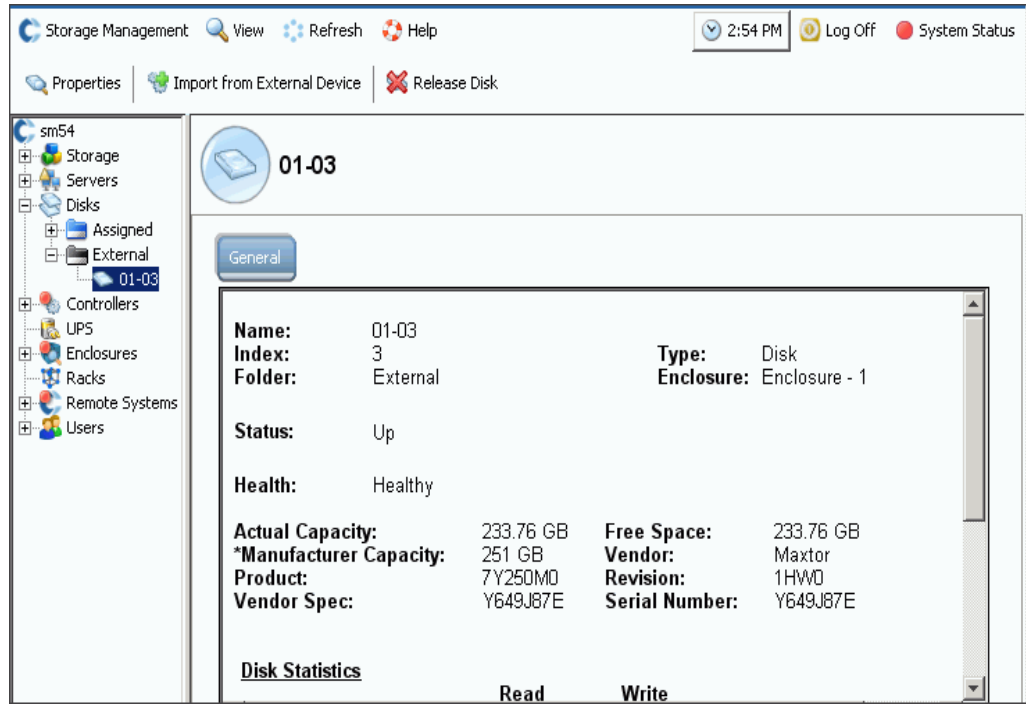 Storage Management View Refresh Help 2:54 PM Log Off System Status
Properties Import from External Device Release Disk
sm54
Storage
Servers
Disks
Assigned
External
01-03
Controllers
UPS
Enclosures
Racks
Remote Systems
Users
01-03
General
Name: 01-03
Index: 3 Type: Disk
Folder: External Enclosure: Enclosure - 1
Status: Up
Health: Healthy
Actual Capacity: 233.76 GB Free Space: 233.76 GB
*Manufacturer Capacity: 251 GB Vendor: Maxtor
Product: 7Y250M0 Revision: 1HW0
Vendor Spec: Y649J87E Serial Number: Y649J87E
Disk Statistics
Read Write